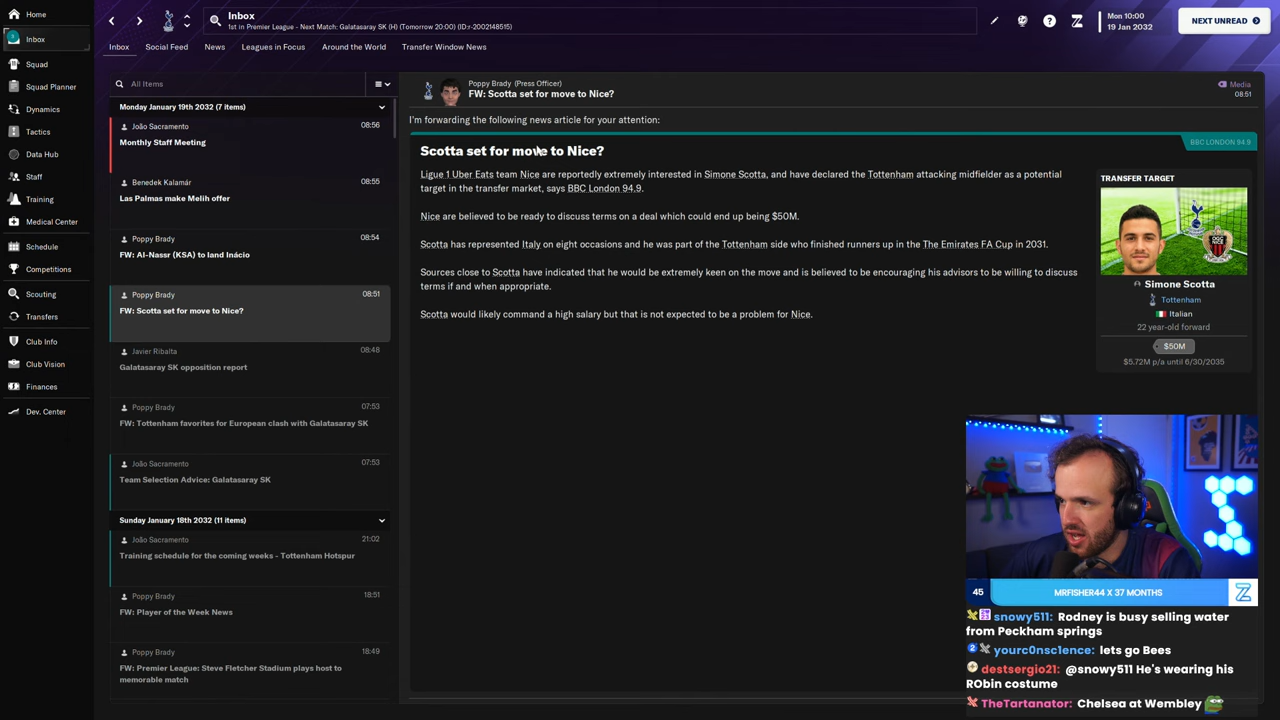 Home
Inbox
Squad
Squad Planner
Dynamics
Tactics
Data Hub
Staff
Training
Medical Center
Schedule
Competitions
Scouting
Transfers
Club Info
Club Vision
Finances
Dev. Center
Inbox
1st in Premier League - Next Match: Galatasaray SK (H) (Tomorrow 20:00) (ID:r-2002148515)
Mon 10:00
19 Jan 2032
NEXT UNREAD
Inbox
Social Feed
News
Leagues in Focus
Around the World
Transfer Window News
All Items
Monday January 19th 2032 (7 items)
João Sacramento 08:56
Monthly Staff Meeting
Benedek Kalamár 08:55
Las Palmas make Melih offer
Poppy Brady 08:54
FW: Al-Nassr (KSA) to land Inácio
Poppy Brady 08:51
FW: Scotta set for move to Nice?
Javier Ribalta 08:48
Galatasaray SK opposition report
Poppy Brady 07:53
FW: Tottenham favorites for European clash with Galatasaray SK
João Sacramento 07:53
Team Selection Advice: Galatasaray SK
Sunday January 18th 2032 (11 items)
João Sacramento 21:02
Training schedule for the coming weeks - Tottenham Hotspur
Poppy Brady 18:51
FW: Player of the Week News
Poppy Brady 18:49
FW: Premier League: Steve Fletcher Stadium plays host to
memorable match
Poppy Brady (Press Officer)
FW: Scotta set for move to Nice?
Media
08:51
I'm forwarding the following news article for your attention:
BBC LONDON 94.9
Scotta set for move to Nice?
Ligue 1 Uber Eats team Nice are reportedly extremely interested in Simone Scotta, and have declared the Tottenham attacking midfielder as a potential
target in the transfer market, says BBC London 94.9.
Nice are believed to be ready to discuss terms on a deal which could end up being $50M.
Scotta has represented Italy on eight occasions and he was part of the Tottenham side who finished runners up in the The Emirates FA Cup in 2031.
Sources close to Scotta have indicated that he would be extremely keen on the move and is believed to be encouraging his advisors to be willing to discuss
terms if and when appropriate.
Scotta would likely command a high salary but that is not expected to be a problem for Nice.
TRANSFER TARGET
Simone Scotta
Tottenham
Italian
22 year-old forward
$50M
$5.72M p/a until 6/30/2035
45
MRFISHER44 X 37 MONTHS
snowy511: Rodney is busy selling water
from Peckham springs
yourc0nsc1ence: lets go Bees
destsergio21: @snowy511 He's wearing his
RObin costume
TheTartanator: Chelsea at Wembley